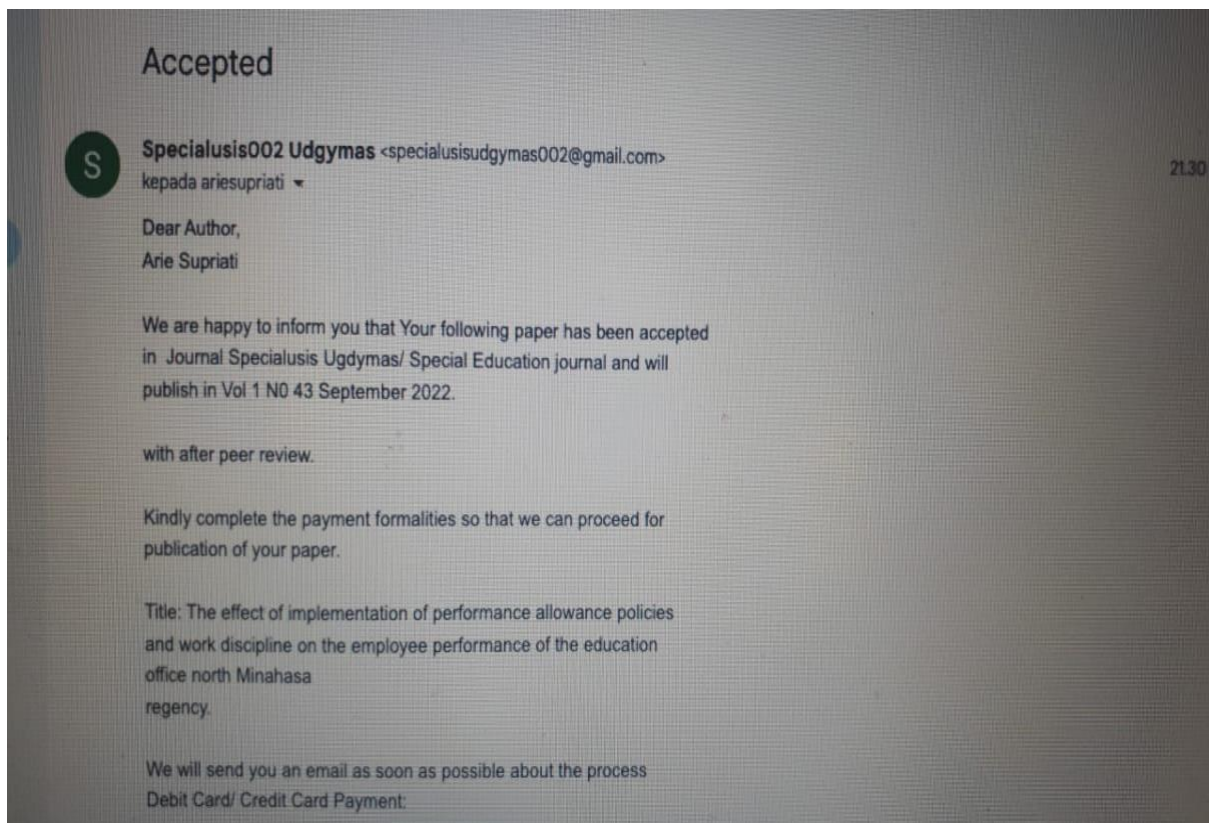 Accepted
S
Specialusis002 Udgymas <specialusisudgymas002@gmail.com>
21.30
kepada ariesupriati
Dear Author,
Arie Supriati
We are happy to inform you that Your following paper has been accepted
in Journal Specialusis Ugdymas/ Special Education journal and will
publish in Vol 1 N0 43 September 2022.
with after peer review.
Kindly complete the payment formalities so that we can proceed for
publication of your paper.
Title: The effect of implementation of performance allowance policies
and work discipline on the employee performance of the education
office north Minahasa
regency.
We will send you an email as soon as possible about the process
Debit Card/ Credit Card Payment: